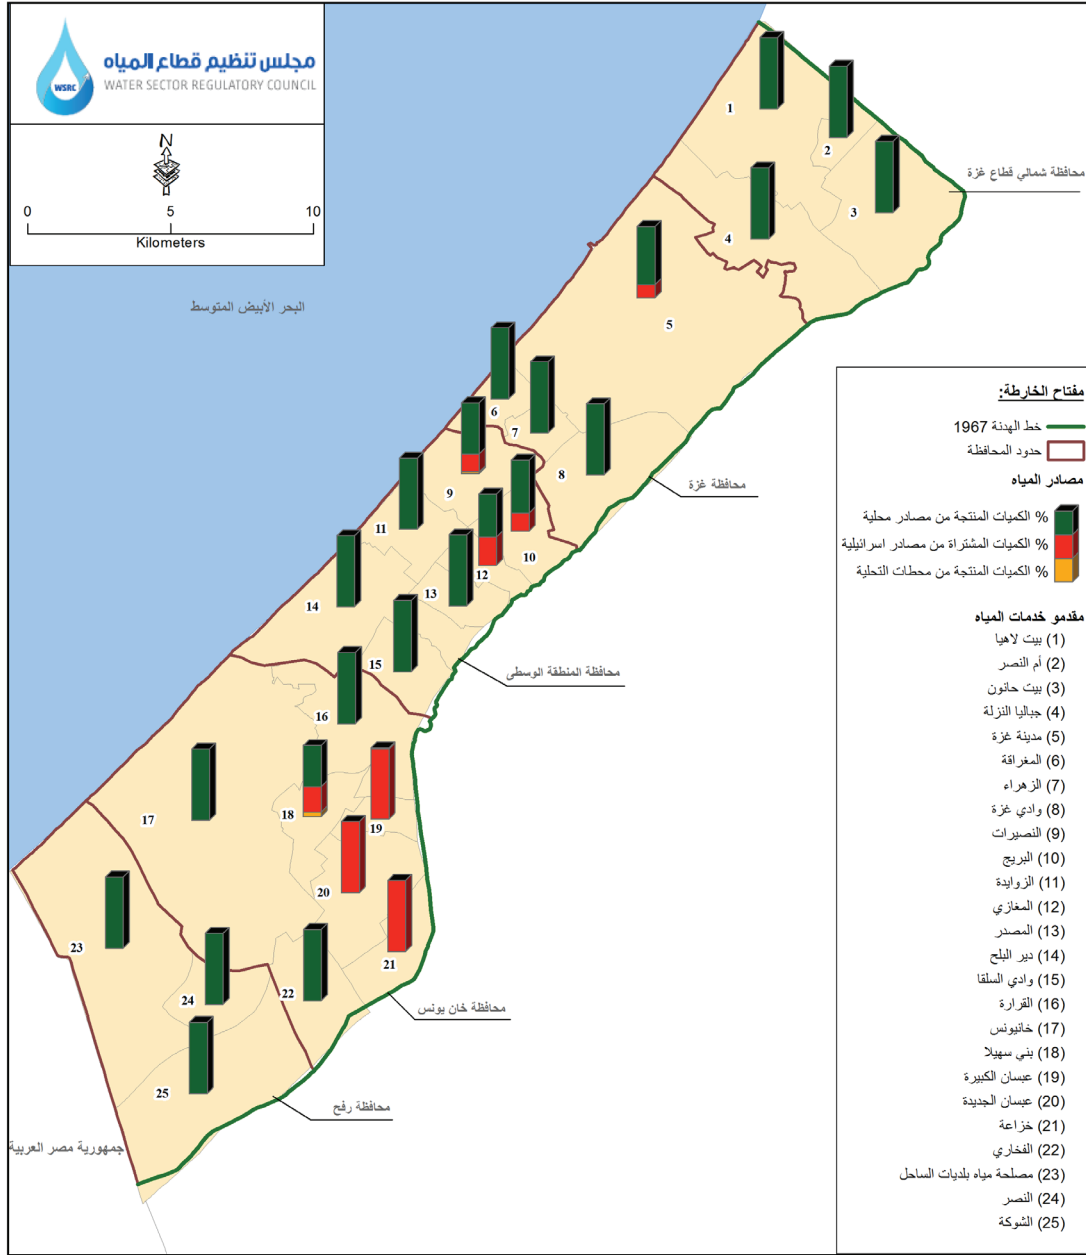 مجلس تنظيم قطاع المياه
WATER SECTOR REGULATORY COUNCIL
WSRC
N
0 5 10
Kilometers
البحر الأبيض المتوسط
محافظة شمالي قطاع غزة
محافظة غزة
محافظة المنطقة الوسطى
محافظة خان يونس
محافظة رفح
جمهورية مصر العربية
1
2
3
4
5
6
7
8
9
10
11
12
13
14
15
16
17
18
19
20
21
22
23
24
25
مفتاح الخارطة:
خط الهدنة 1967
حدود المحافظة
مصادر المياه
% الكميات المنتجة من مصادر محلية
% الكميات المشتراة من مصادر اسرائيلية
% الكميات المنتجة من محطات التحلية
مقدمو خدمات المياه
(1) بيت لاهيا
(2) أم النصر
(3) بيت حانون
(4) جباليا النزلة
(5) مدينة غزة
(6) المغراقة
(7) الزهراء
(8) وادي غزة
(9) النصيرات
(10) البريج
(11) الزوايدة
(12) المغازي
(13) المصدر
(14) دير البلح
(15) وادي السلقا
(16) القرارة
(17) خانيونس
(18) بني سهيلا
(19) عبسان الكبيرة
(20) عبسان الجديدة
(21) خزاعة
(22) الفخاري
(23) مصلحة مياه بلديات الساحل
(24) النصر
(25) الشوكة